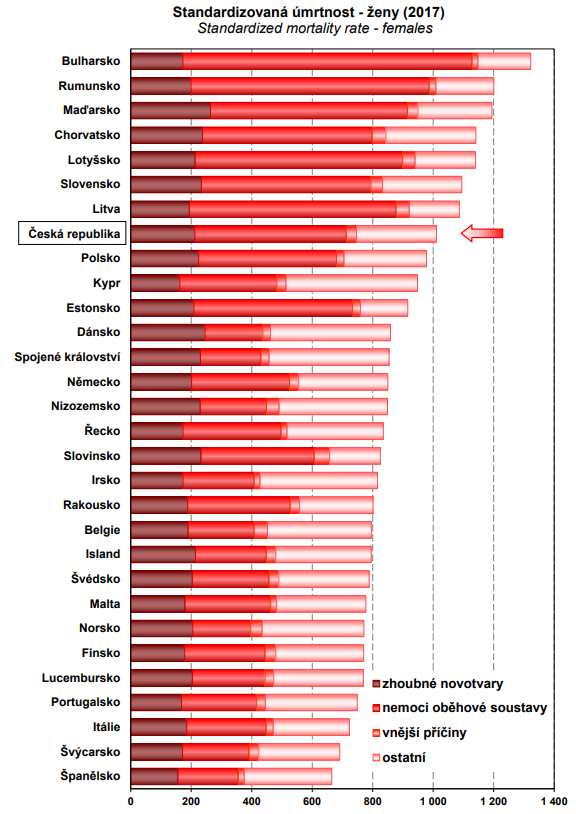 Standardizovaná úmrtnost - ženy (2017)
Standardized mortality rate - females
Bulharsko
Rumunsko
Maďarsko
Chorvatsko
Lotyšsko
Slovensko
Litva
Česká republika
Polsko
Kypr
Estonsko
Dánsko
Spojené království
Německo
Nizozemsko
Řecko
Slovinsko
Irsko
Rakousko
Belgie
Island
Švédsko
Malta
Norsko
Finsko
Lucembursko
Portugalsko
Itálie
Švýcarsko
Španělsko
zhoubné novotvary
nemoci oběhové soustavy
vnější příčiny
ostatní
0 200 400 600 800 1 000 1 200 1 400